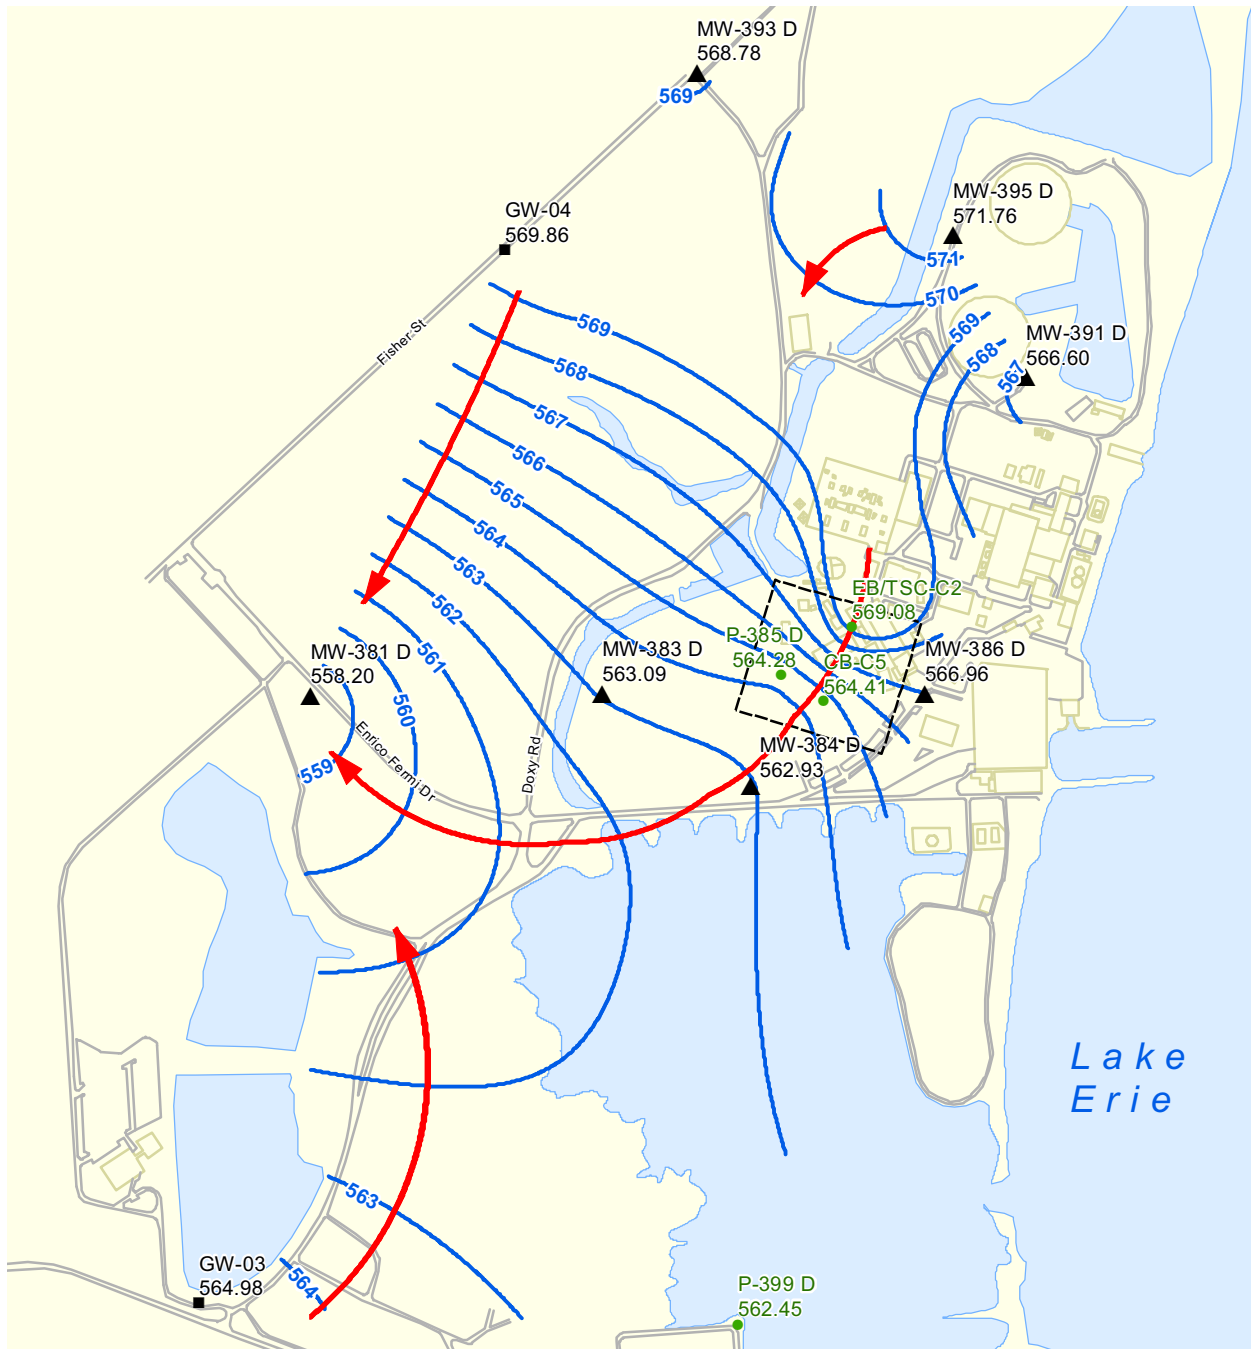 MW-393 D
568.78
569
MW-395 D
571.76
GW-04
569.86
571
570
569
569
MW-391 D
566.60
Fisher St
568
568
567
567
566
565
564
563
EB/TSC-C2
569.08
562
P-385 D
564.28
MW-381 D
558.20
561
MW-383 D
563.09
CB-C5
564.41
MW-386 D
566.96
560
Enrico Fermi Dr
Doxy Rd
MW-384 D
562.93
559
Lake
Erie
563
GW-03
564.98
564
P-399 D
562.45